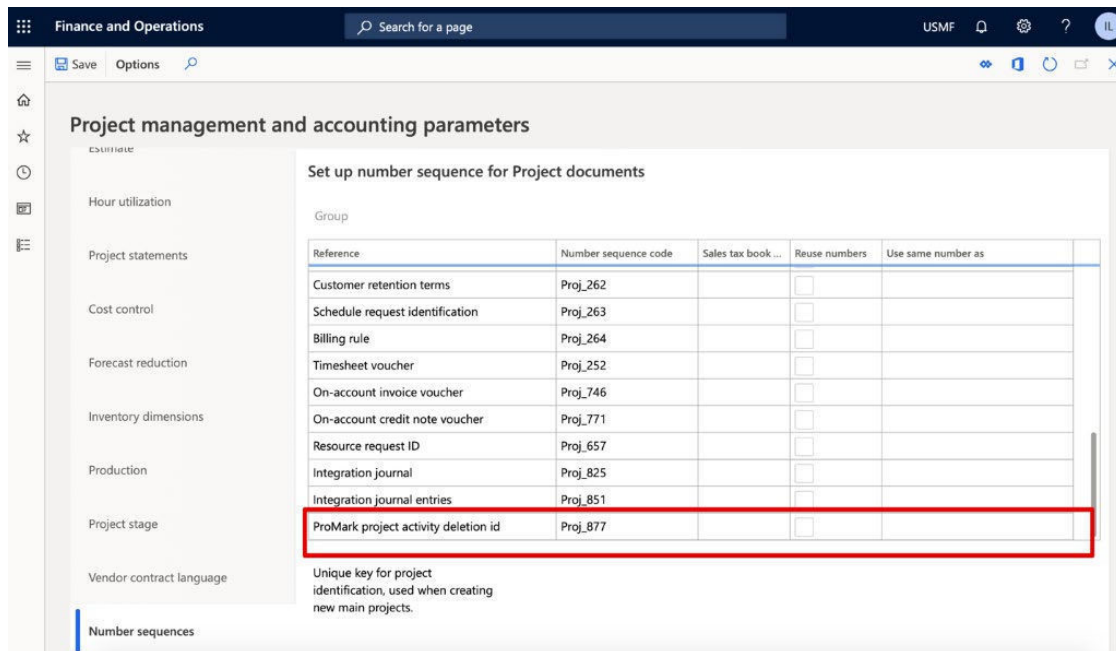 Finance and Operations
Search for a page
USMF
?
IL
Save Options
Project management and accounting parameters
Estimate
Hour utilization
Project statements
Cost control
Forecast reduction
Inventory dimensions
Production
Project stage
Vendor contract language
Number sequences
Set up number sequence for Project documents
Group
Reference Number sequence code Sales tax book ... Reuse numbers Use same number as
Customer retention terms Proj_262
Schedule request identification Proj_263
Billing rule Proj_264
Timesheet voucher Proj_252
On-account invoice voucher Proj_746
On-account credit note voucher Proj_771
Resource request ID Proj_657
Integration journal Proj_825
Integration journal entries Proj_851
ProMark project activity deletion id Proj_877
Unique key for project
identification, used when creating
new main projects.